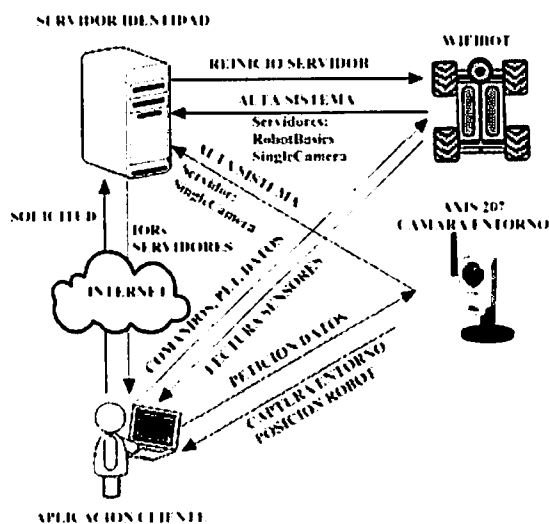 SERVIDOR IDENTIDAD
WIFIBOT
REINICIO SERVIDOR
ALTA SISTEMA
Servidores:
RobotBasics
SingleCamera
ALTA SISTEMA
Servidor:
SingleCamera
AXIS 207
CAMARA ENTORNO
SOLICITUD
IORs
SERVIDORES
INTERNET
COMANDOS, PET. DATOS
LECTURA SENSORES
PETICION DATOS
CAPTURA ENTORNO
POSICION ROBOT
APLICACION CLIENTE